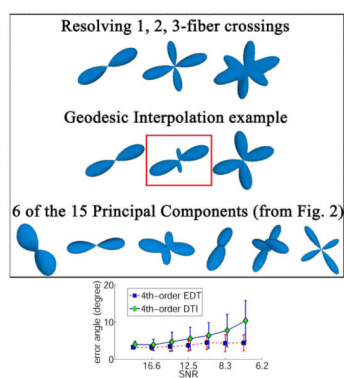 Resolving 1, 2, 3-fiber crossings
Geodesic Interpolation example
6 of the 15 Principal Components (from Fig. 2)
error angle (degree)
20
10
0
4th-order EDT
4th-order DTI
16.6 12.5 8.3 6.2
SNR